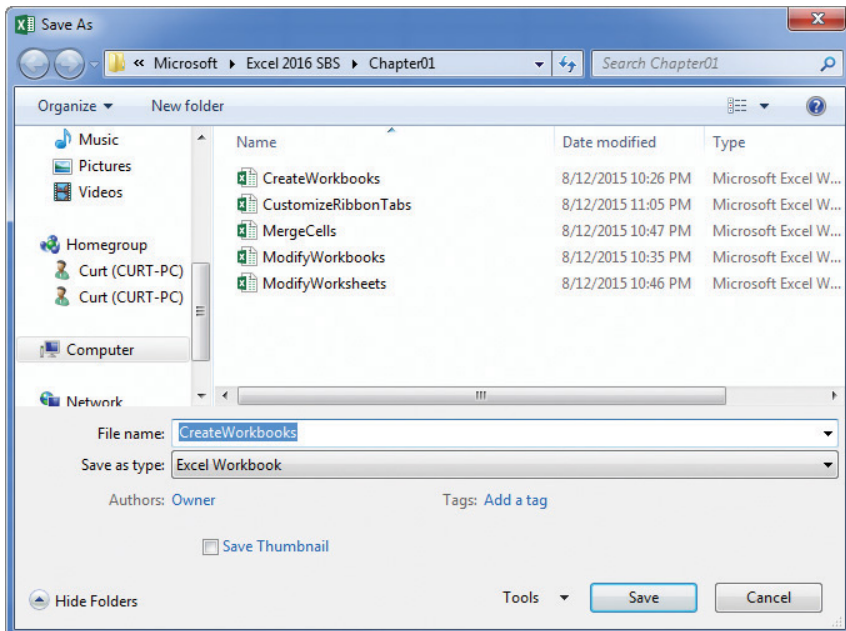 Save As
« Microsoft ▸ Excel 2016 SBS ▸ Chapter01
Search Chapter01
Organize ▾ New folder
Music
Pictures
Videos
Homegroup
Curt (CURT-PC)
Curt (CURT-PC)
Computer
Network
Name Date modified Type
CreateWorkbooks 8/12/2015 10:26 PM Microsoft Excel W...
CustomizeRibbonTabs 8/12/2015 11:05 PM Microsoft Excel W...
MergeCells 8/12/2015 10:47 PM Microsoft Excel W...
ModifyWorkbooks 8/12/2015 10:35 PM Microsoft Excel W...
ModifyWorksheets 8/12/2015 10:46 PM Microsoft Excel W...
File name: CreateWorkbooks
Save as type: Excel Workbook
Authors: Owner Tags: Add a tag
Save Thumbnail
Hide Folders Tools ▾ Save Cancel